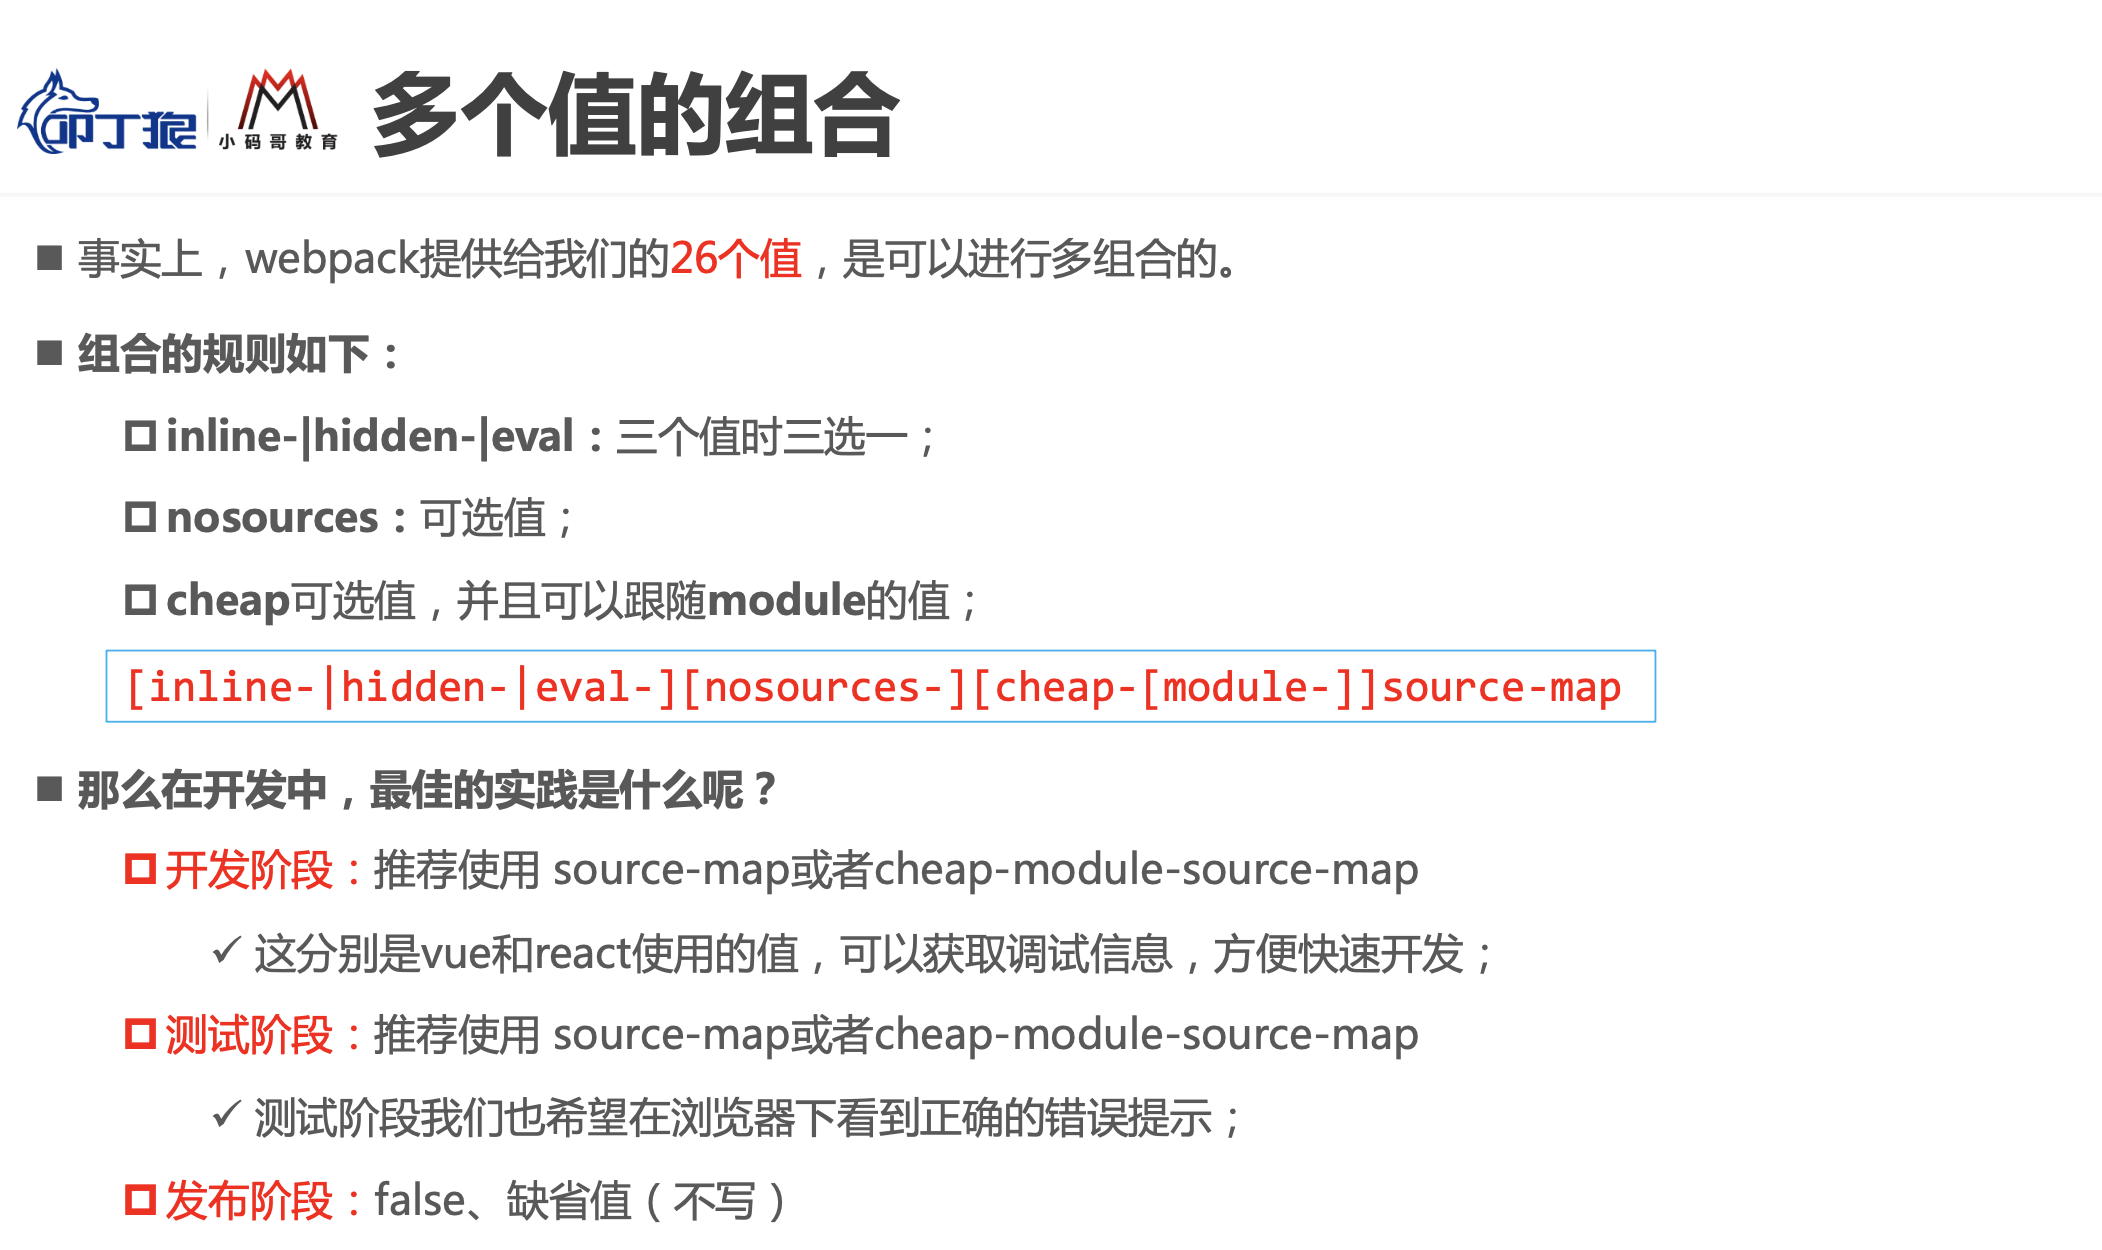 叩丁狼 小码哥教育 多个值的组合
事实上，webpack提供给我们的26个值，是可以进行多组合的。
组合的规则如下：
inline-|hidden-|eval：三个值时三选一；
nosources：可选值；
cheap可选值，并且可以跟随module的值；
[inline-|hidden-|eval-][nosources-][cheap-[module-]]source-map
那么在开发中，最佳的实践是什么呢？
开发阶段：推荐使用 source-map或者cheap-module-source-map
✓ 这分别是vue和react使用的值，可以获取调试信息，方便快速开发；
测试阶段：推荐使用 source-map或者cheap-module-source-map
✓ 测试阶段我们也希望在浏览器下看到正确的错误提示；
发布阶段：false、缺省值（不写）